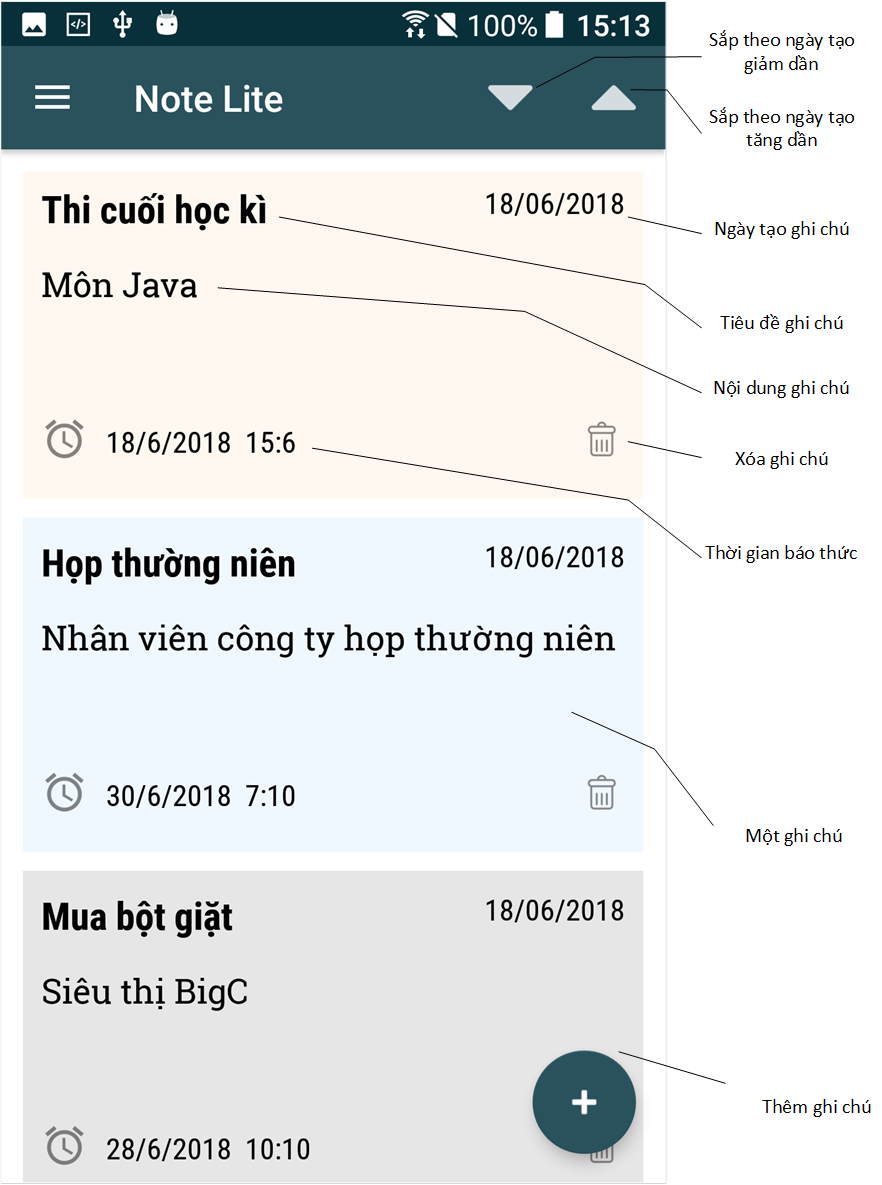 100% 15:13
Note Lite
Sắp theo ngày tạo
giảm dần
Sắp theo ngày tạo
tăng dần
Thi cuối học kì
18/06/2018
Ngày tạo ghi chú
Môn Java
Tiêu đề ghi chú
Nội dung ghi chú
18/6/2018 15:6
Xóa ghi chú
Thời gian báo thức
Họp thường niên
18/06/2018
Nhân viên công ty họp thường niên
30/6/2018 7:10
Một ghi chú
Mua bột giặt
18/06/2018
Siêu thị BigC
Thêm ghi chú
28/6/2018 10:10